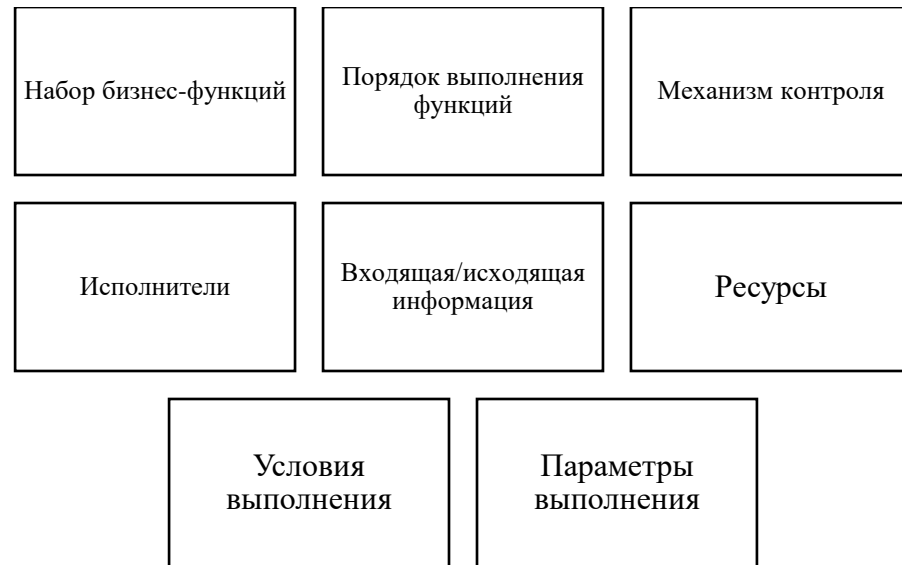 Набор бизнес-функций
Порядок выполнения
функций
Механизм контроля
Исполнители
Входящая/исходящая
информация
Ресурсы
Условия
выполнения
Параметры
выполнения